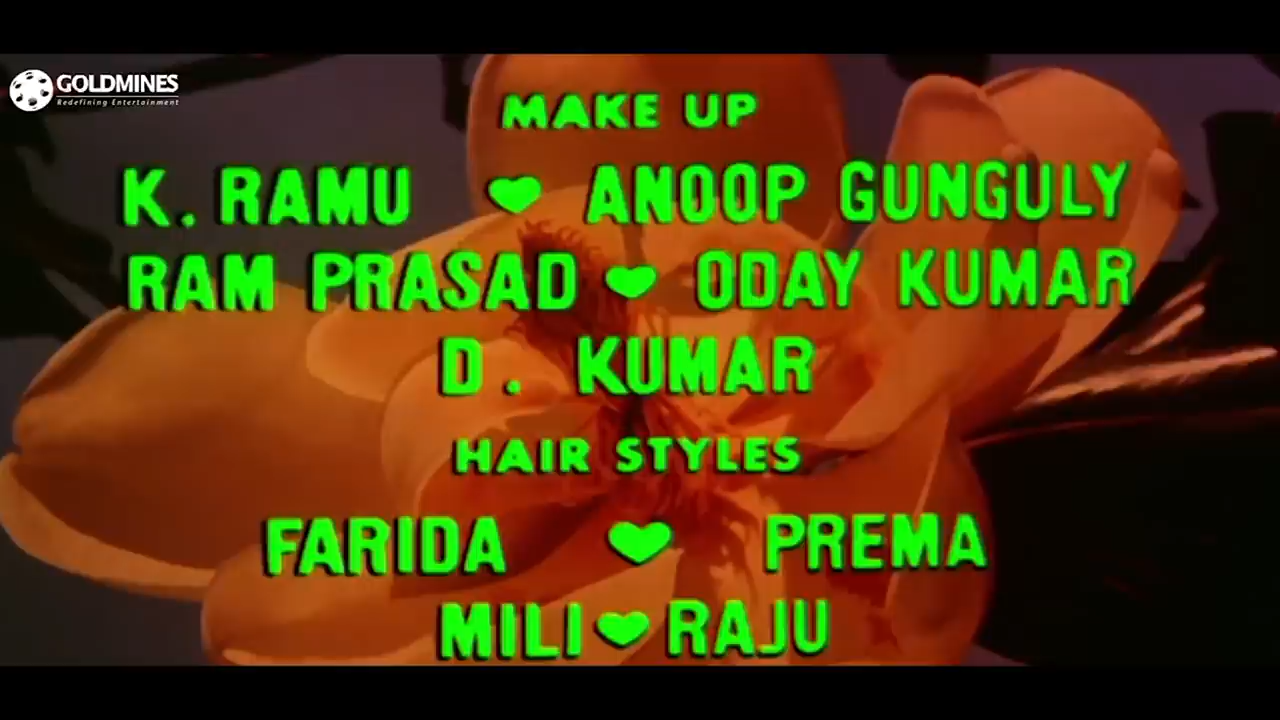 GOLDMINES
Redefining Entertainment
MAKE UP
K. RAMU ♥ ANOOP GUNGULY
RAM PRASAD ♥ ODAY KUMAR
D. KUMAR
HAIR STYLES
FARIDA ♥ PREMA
MILI ♥ RAJU